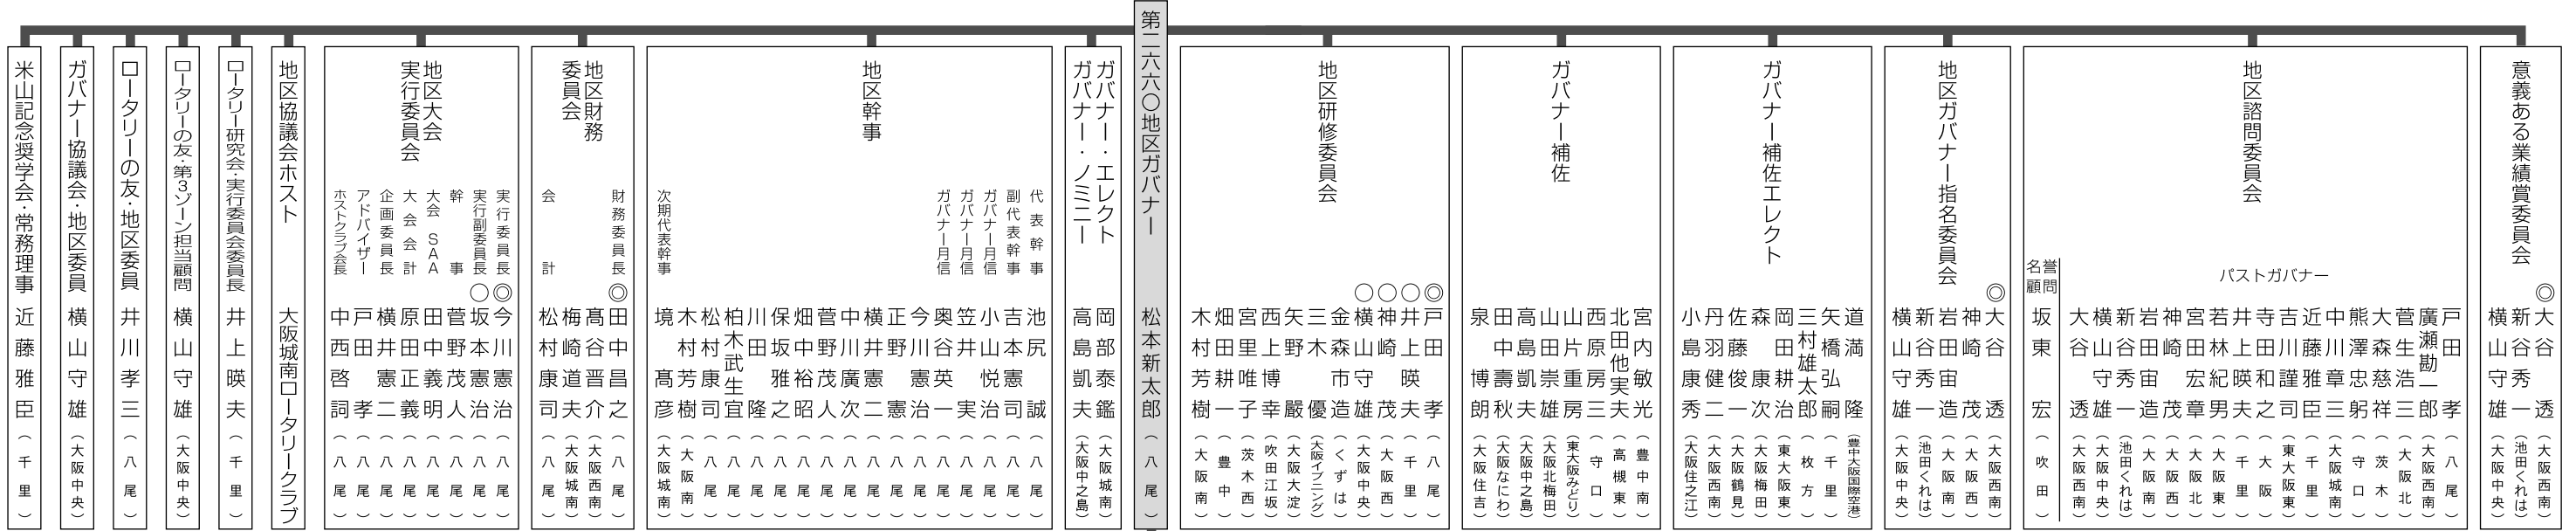 意義ある業績賞委員会
◎大谷 透（大阪西南）
新谷秀一（池田くれは）
横山守雄（大阪中央）
地区諮問委員会
パストガバナー
戸田 孝（八尾）
廣瀬勘一郎（大阪西南）
菅生浩三（大阪北）
大森慈祥（茨木）
熊澤忠躬（守口）
中川章三（大阪城南）
近藤雅臣（千里）
吉川謹司（東大阪東）
寺田和之（大阪）
井上暎夫（千里）
若林紀男（大阪東）
宮田宏章（大阪北）
神崎 茂（大阪西）
岩田宙造（大阪南）
新谷秀一（池田くれは）
横山守雄（大阪中央）
大谷 透（大阪西南）
名誉顧問
坂東 宏（吹田）
地区ガバナー指名委員会
◎大谷 透（大阪西南）
神崎 茂（大阪西）
岩田宙造（大阪南）
新谷秀一（池田くれは）
横山守雄（大阪中央）
ガバナー補佐エレクト
道満 隆（豊中大阪国際空港）
矢橋弘嗣（千里）
三村雄太郎（枚方）
岡田耕治（東大阪東）
森 康次（大阪梅田）
佐藤俊一（大阪鶴見）
丹羽健二（大阪西南）
小島康秀（大阪住之江）
ガバナー補佐
宮内敏光（豊中南）
北田他実夫（高槻東）
西原房三（守口）
山片重房（東大阪みどり）
山田崇雄（大阪北梅田）
高島凱夫（大阪中之島）
田中壽秋（大阪なにわ）
泉 博朗（大阪住吉）
地区研修委員会
◎戸田 孝（八尾）
○井上暎夫（千里）
○神崎 茂（大阪西）
○横山守雄（大阪中央）
金森市造（くずは）
三木 優（大阪イブニング）
矢野 嚴（大阪大淀）
西上博幸（吹田江坂）
宮里唯子（茨木西）
畑田耕一（豊中）
木村芳樹（大阪南）
第二六六〇地区ガバナー 松本新太郎（八尾）
ガバナー・エレクト 岡部泰鑑（大阪城南）
ガバナー・ノミニー 高島凱夫（大阪中之島）
地区幹事
代表幹事 池尻 誠（八尾）
副代表幹事 吉本憲司（八尾）
ガバナー月信 小山悦治（八尾）
ガバナー月信 笠井 実（八尾）
ガバナー月信 奥谷英一（八尾）
今川憲治（八尾）
正野 憲（八尾）
横井憲二（八尾）
中川廣次（八尾）
菅野茂人（八尾）
畑中裕昭（八尾）
保坂雅之（八尾）
川田 隆（八尾）
柏木武生宜（八尾）
松村康司（八尾）
木村芳樹（大阪南）
次期代表幹事 境 髙彦（大阪城南）
地区財務
委員会
財務委員長 ◎田中昌之（八尾）
髙谷晋介（大阪西南）
梅崎道夫（大阪城南）
会計 松村康司（八尾）
地区大会
実行委員会
実行委員長 ◎今川憲治（八尾）
実行副委員長 ○坂本憲治（八尾）
幹事 菅野茂人（八尾）
大会SAA 田中義明（八尾）
大会会計 原田正義（八尾）
企画委員長 横井憲二（八尾）
アドバイザー 戸田 孝（八尾）
ホストクラブ会長 中西啓詞（八尾）
地区協議会ホスト 大阪城南ロータリークラブ
ロータリー研究会・実行委員会委員長 井上暎夫（千里）
ロータリーの友・第3ゾーン担当顧問 横山守雄（大阪中央）
ロータリーの友・地区委員 井川孝三（八尾）
ガバナー協議会・地区委員 横山守雄（大阪中央）
米山記念奨学会・常務理事 近藤雅臣（千里）